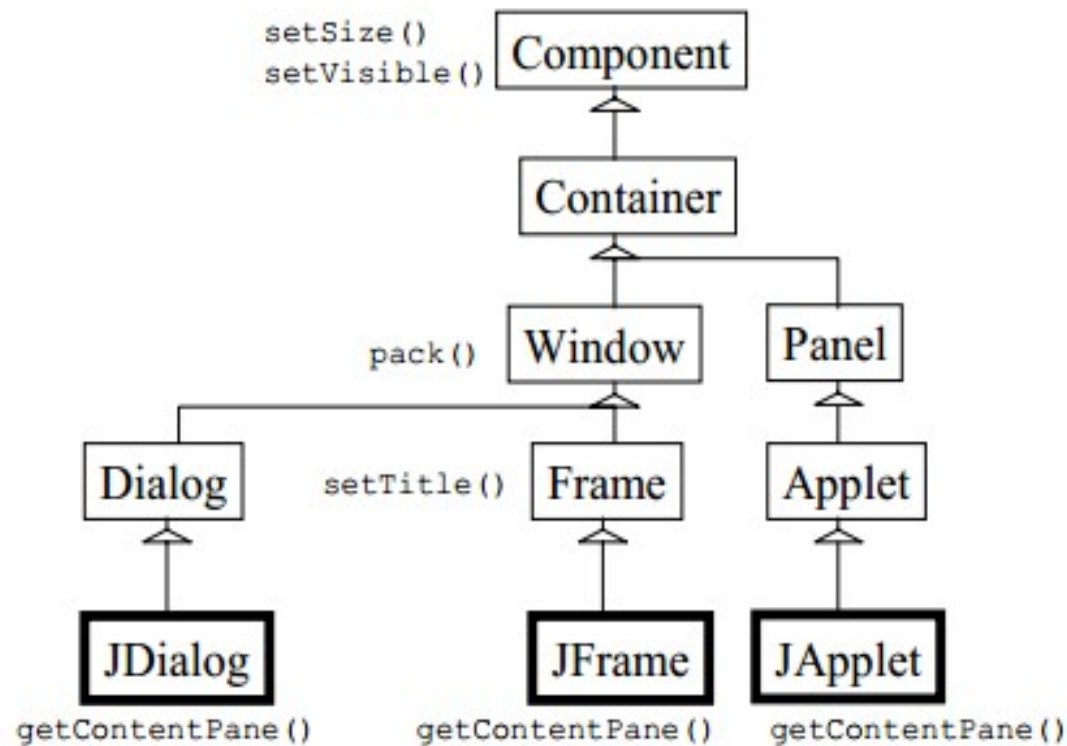 setSize()
setVisible()
Component
Container
pack()
Window
Panel
Dialog
setTitle()
Frame
Applet
JDialog
JFrame
JApplet
getContentPane()
getContentPane()
getContentPane()